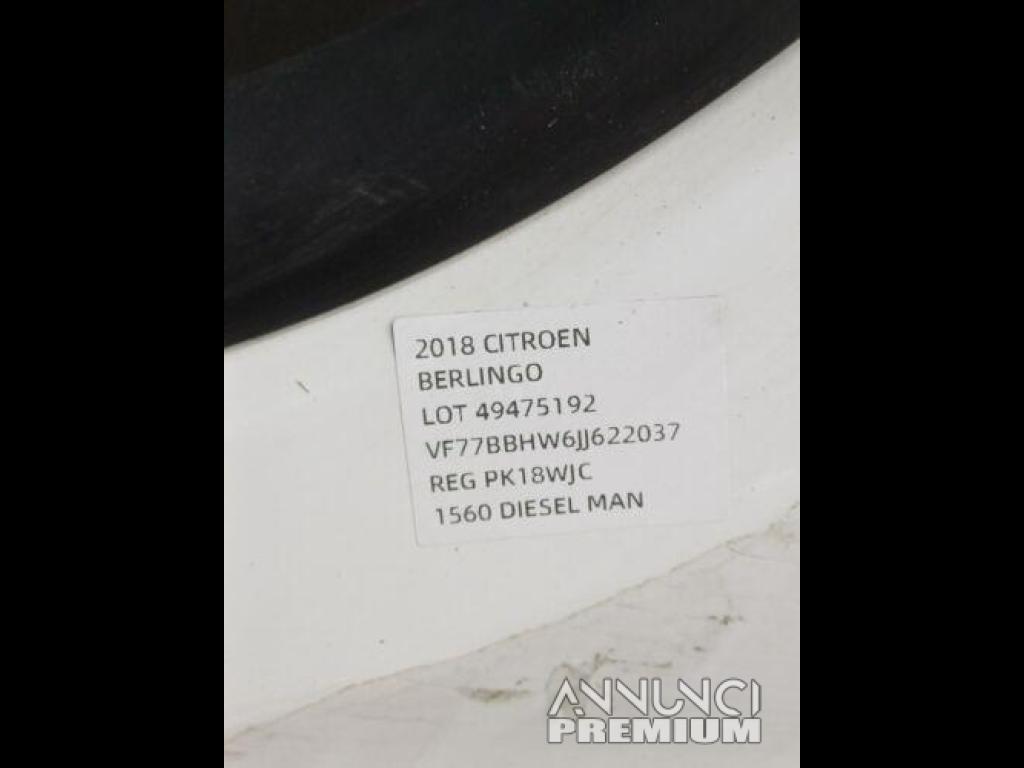 2018 CITROEN
BERLINGO
LOT 49475192
VF77BBHW6JJ622037
REG PK18WJC
1560 DIESEL MAN
ANNUNCI
PREMIUM